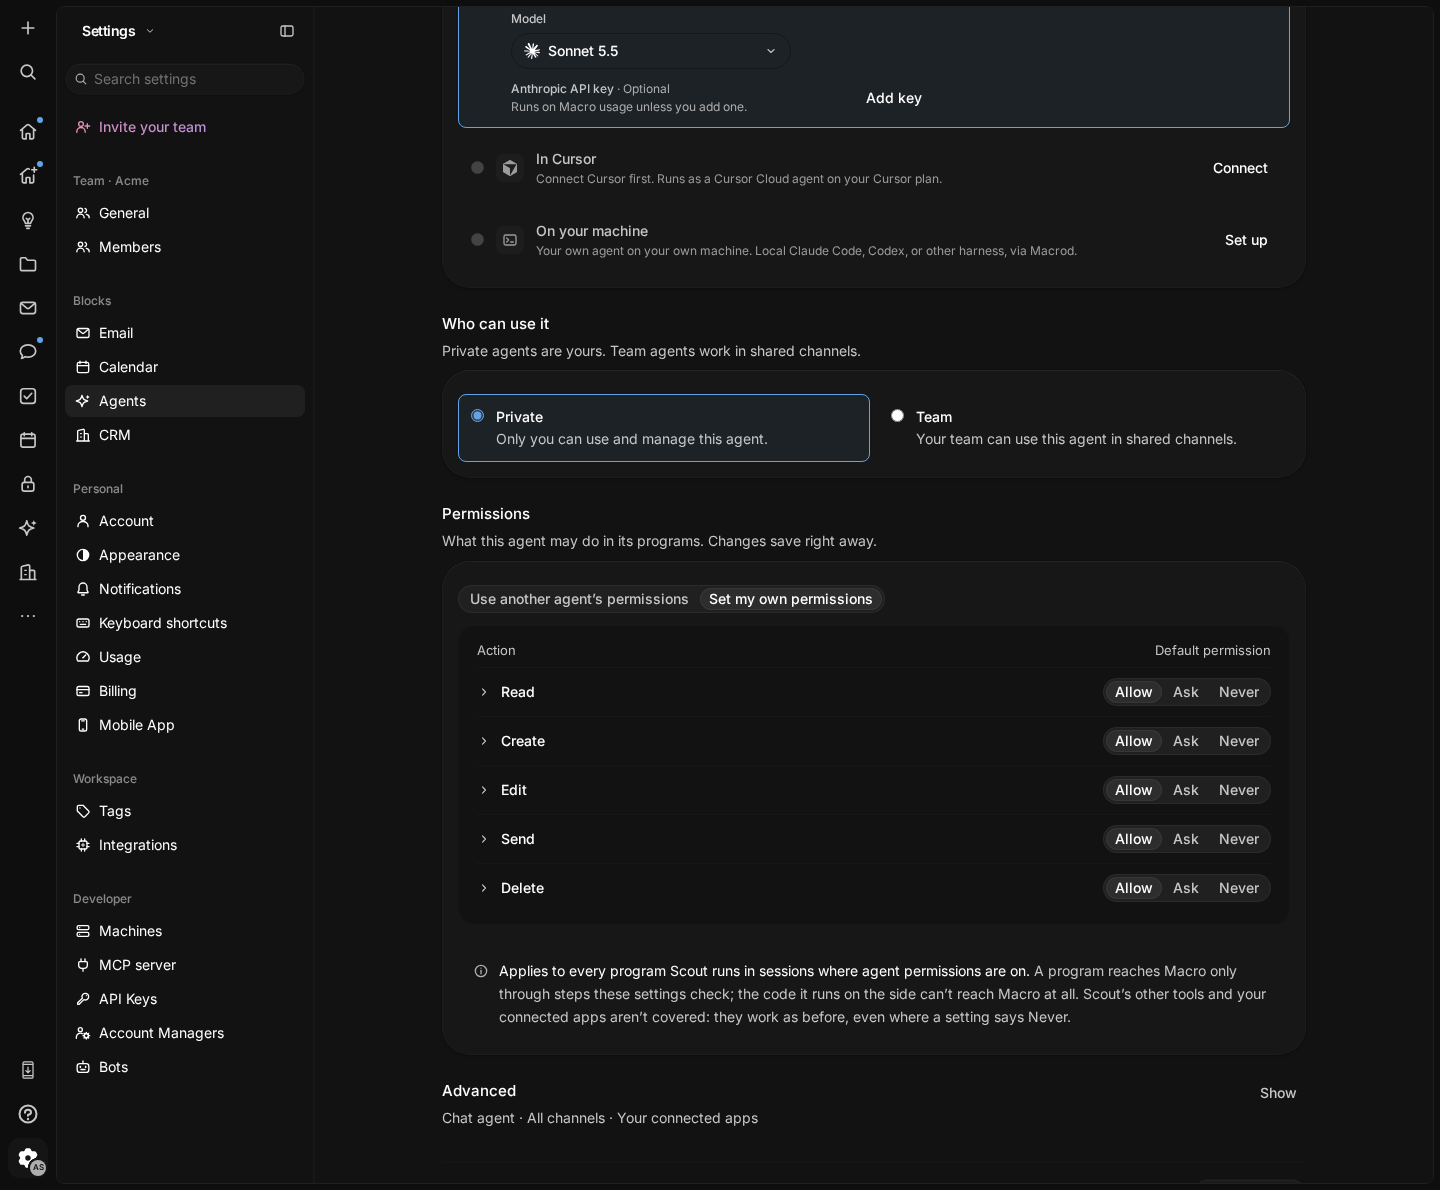 Settings
Search settings
Invite your team
Team · Acme
General
Members
Blocks
Email
Calendar
Agents
CRM
Personal
Account
Appearance
Notifications
Keyboard shortcuts
Usage
Billing
Mobile App
Workspace
Tags
Integrations
Developer
Machines
MCP server
API Keys
Account Managers
Bots
AS
Model
Sonnet 5.5
Anthropic API key · Optional
Runs on Macro usage unless you add one.
Add key
In Cursor
Connect Cursor first. Runs as a Cursor Cloud agent on your Cursor plan.
Connect
On your machine
Your own agent on your own machine. Local Claude Code, Codex, or other harness, via Macrod.
Set up
Who can use it
Private agents are yours. Team agents work in shared channels.
Private
Only you can use and manage this agent.
Team
Your team can use this agent in shared channels.
Permissions
What this agent may do in its programs. Changes save right away.
Use another agent’s permissions Set my own permissions
Action Default permission
Read Allow Ask Never
Create Allow Ask Never
Edit Allow Ask Never
Send Allow Ask Never
Delete Allow Ask Never
Applies to every program Scout runs in sessions where agent permissions are on. A program reaches Macro only
through steps these settings check; the code it runs on the side can’t reach Macro at all. Scout’s other tools and your
connected apps aren’t covered: they work as before, even where a setting says Never.
Advanced
Show
Chat agent · All channels · Your connected apps